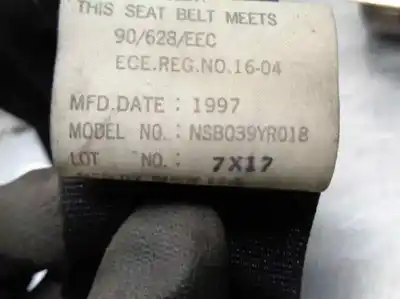 THIS SEAT BELT MEETS
90/628/EEC
ECE.REG.NO.16-04
MFD.DATE : 1997
MODEL NO. : NSB039YR018
LOT NO. : 7X17